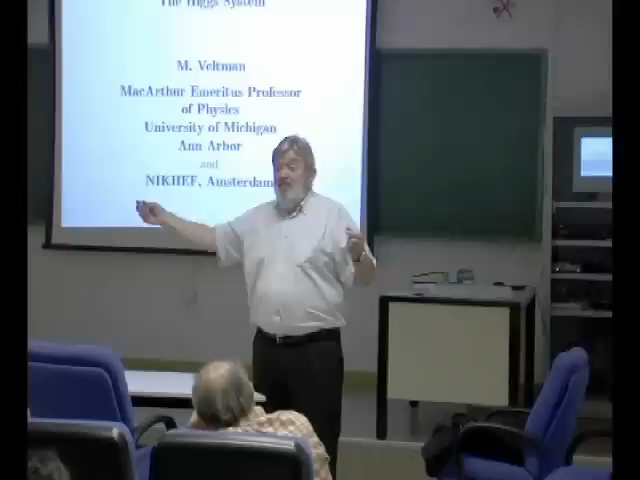 The Higgs System
M. Veltman
MacArthur Emeritus Professor
of Physics
University of Michigan
Ann Arbor
and
NIKHEF, Amsterdam